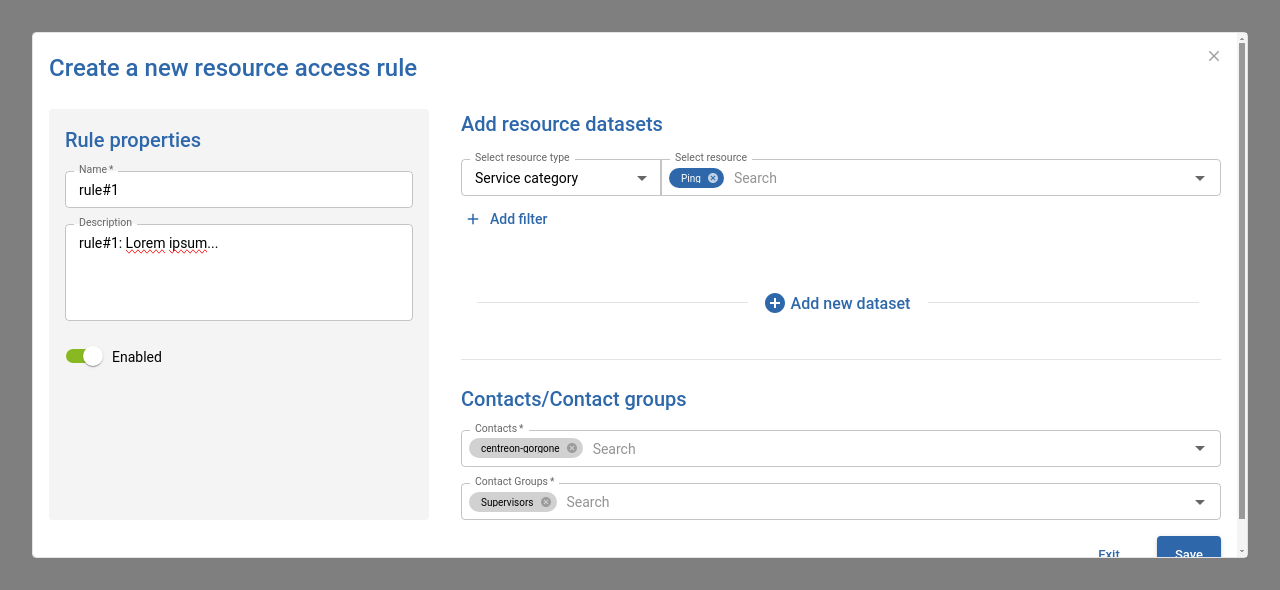 Create a new resource access rule
Rule properties
Name *
rule#1
Description
rule#1: Lorem ipsum...
Enabled
Add resource datasets
Select resource type
Service category
Select resource
Ping
Search
Add filter
Add new dataset
Contacts/Contact groups
Contacts *
centreon-gorgone
Search
Contact Groups *
Supervisors
Search
Exit
Save